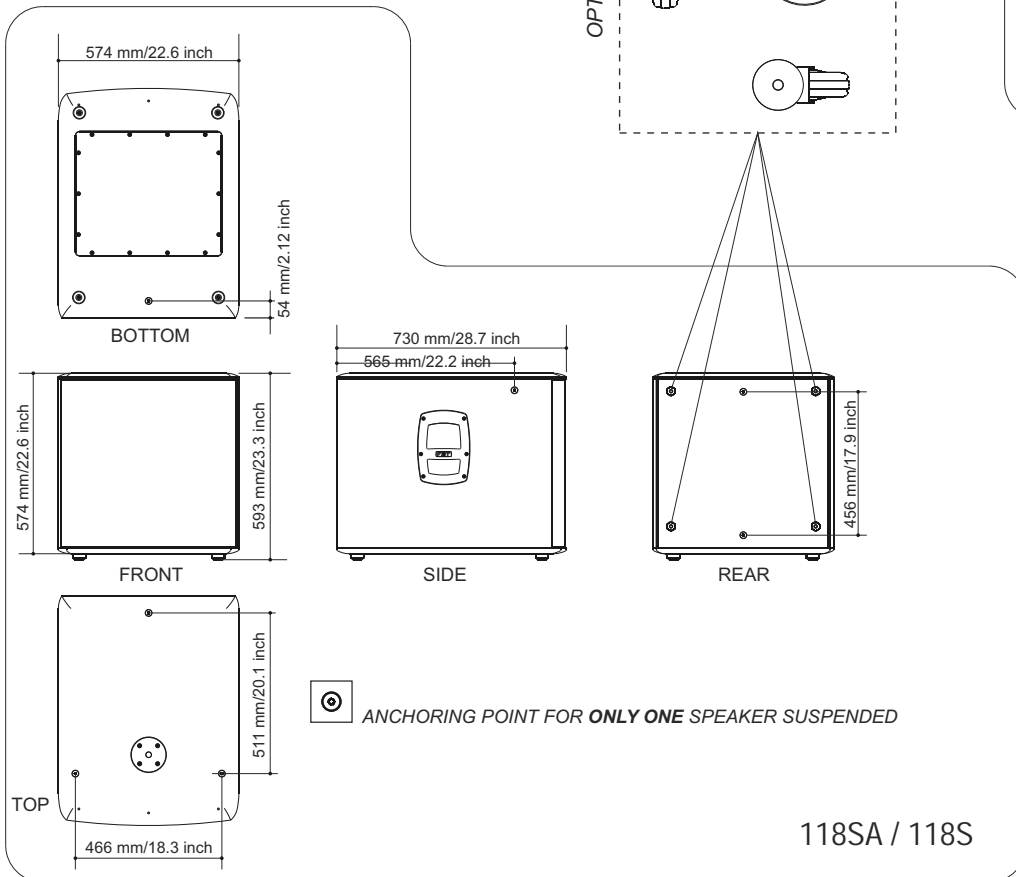 OPT
574 mm/22.6 inch
54 mm/2.12 inch
BOTTOM
730 mm/28.7 inch
565 mm/22.2 inch
574 mm/22.6 inch
593 mm/23.3 inch
456 mm/17.9 inch
FRONT
SIDE
REAR
511 mm/20.1 inch
ANCHORING POINT FOR ONLY ONE SPEAKER SUSPENDED
TOP
466 mm/18.3 inch
118SA / 118S